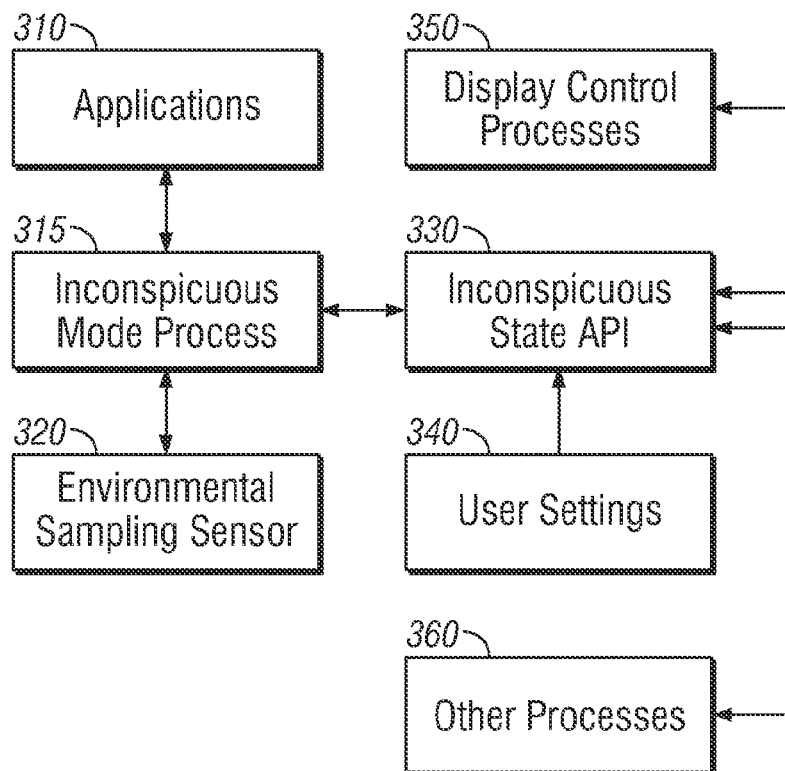 310
Applications
350
Display Control
Processes
315
Inconspicuous
Mode Process
330
Inconspicuous
State API
320
Environmental
Sampling Sensor
340
User Settings
360
Other Processes